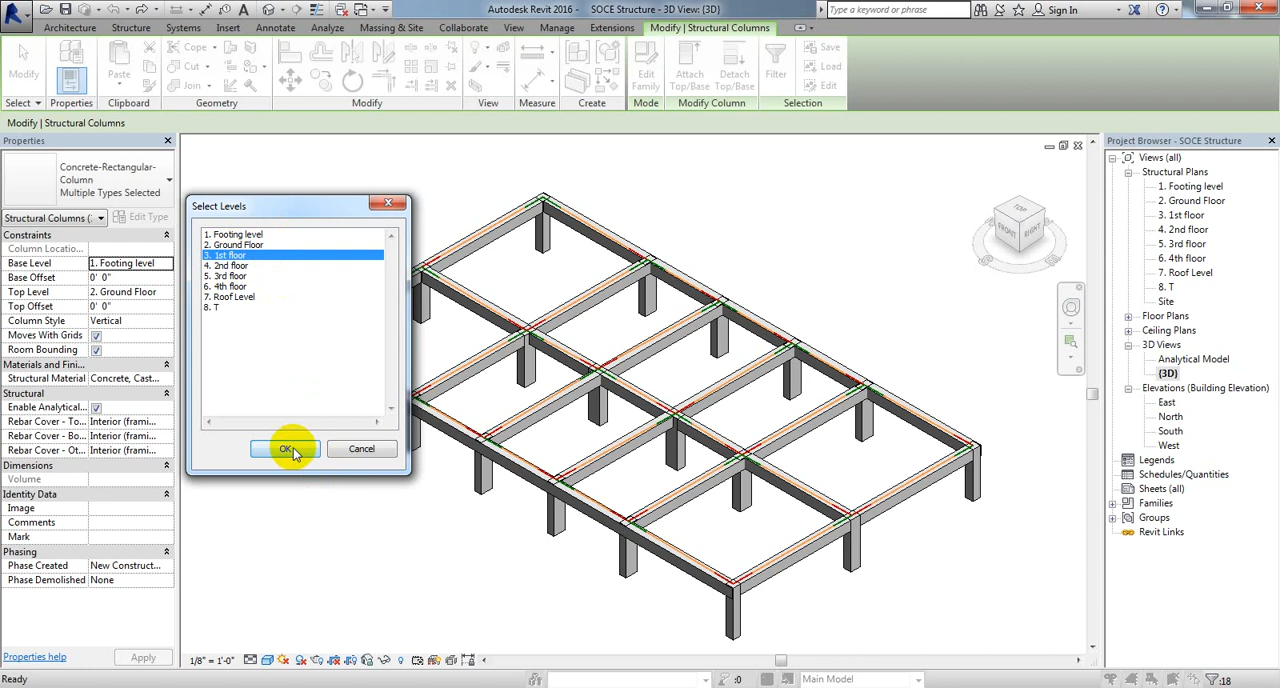 Autodesk Revit 2016 - SOCE Structure - 3D View: {3D}
Type a keyword or phrase
Sign In
Architecture Structure Systems Insert Annotate Analyze Massing & Site Collaborate View Manage Extensions Modify | Structural Columns
Modify
Properties
Paste
Cope
Cut
Join
Edit Family
Attach Top/Base
Detach Top/Base
Filter
Save
Load
Edit
Select Properties Clipboard Geometry Modify View Measure Create Mode Modify Column Selection
Modify | Structural Columns
Properties
Concrete-Rectangular-
Column
Multiple Types Selected
Structural Columns (
Edit Type
Constraints
Column Locatio...
Base Level 1. Footing level
Base Offset 0' 0"
Top Level 2. Ground Floor
Top Offset 0' 0"
Column Style Vertical
Moves With Grids
Room Bounding
Materials and Fini...
Structural Material Concrete, Cast...
Structural
Enable Analytical...
Rebar Cover - To... Interior (frami...
Rebar Cover - Bo... Interior (frami...
Rebar Cover - Ot... Interior (frami...
Dimensions
Volume
Identity Data
Image
Comments
Mark
Phasing
Phase Created New Construct...
Phase Demolished None
Properties help
Apply
Select Levels
1. Footing level
2. Ground Floor
3. 1st floor
4. 2nd floor
5. 3rd floor
6. 4th floor
7. Roof Level
8. T
OK
Cancel
TOP
FRONT
RIGHT
Project Browser - SOCE Structure
Views (all)
Structural Plans
1. Footing level
2. Ground Floor
3. 1st floor
4. 2nd floor
5. 3rd floor
6. 4th floor
7. Roof Level
8. T
Site
Floor Plans
Ceiling Plans
3D Views
Analytical Model
{3D}
Elevations (Building Elevation)
East
North
South
West
Legends
Schedules/Quantities
Sheets (all)
Families
Groups
Revit Links
1/8" = 1'-0"
Ready
:0
Main Model
:18